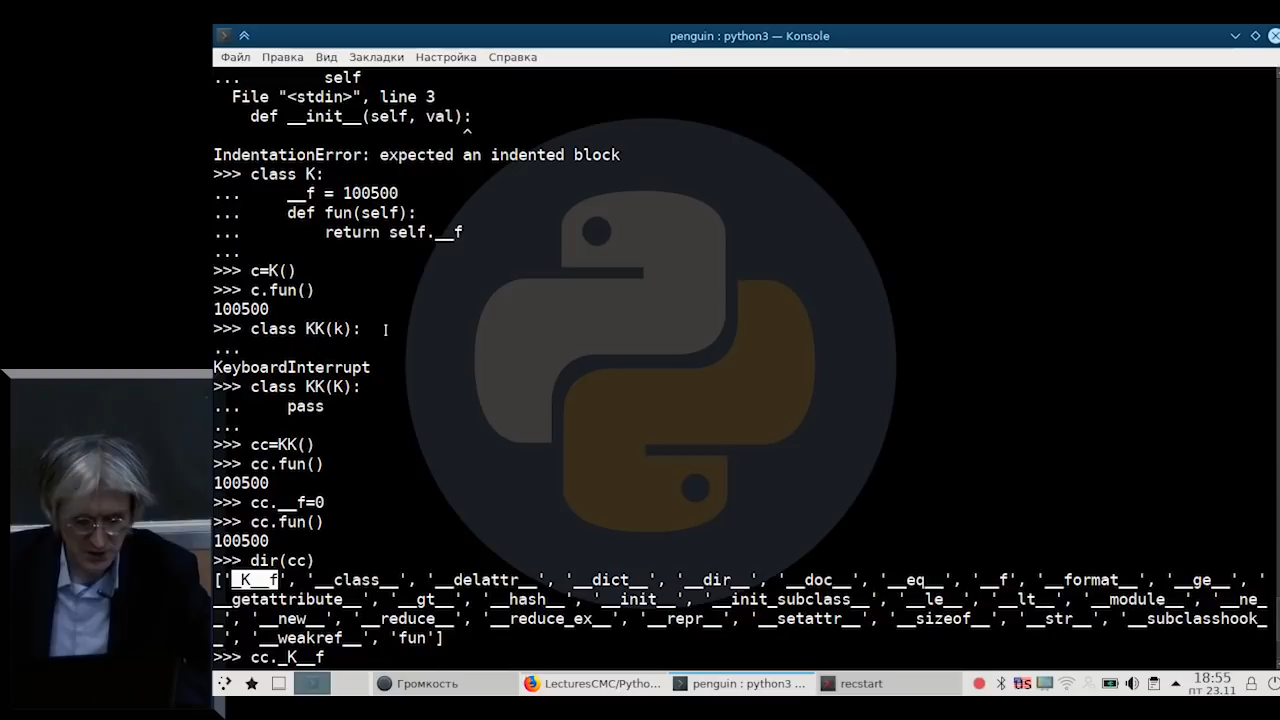 penguin : python3 — Konsole
Файл Правка Вид Закладки Настройка Справка
... self
File "<stdin>", line 3
def __init__(self, val):
^
IndentationError: expected an indented block
>>> class K:
... __f = 100500
... def fun(self):
... return self.__f
...
>>> c=K()
>>> c.fun()
100500
>>> class KK(k):
...
KeyboardInterrupt
>>> class KK(K):
... pass
...
>>> cc=KK()
>>> cc.fun()
100500
>>> cc.__f=0
>>> cc.fun()
100500
>>> dir(cc)
['_K__f', '__class__', '__delattr__', '__dict__', '__dir__', '__doc__', '__eq__', '__f', '__format__', '__ge__', '
__getattribute__', '__gt__', '__hash__', '__init__', '__init_subclass__', '__le__', '__lt__', '__module__', '__ne_
_', '__new__', '__reduce__', '__reduce_ex__', '__repr__', '__setattr__', '__sizeof__', '__str__', '__subclasshook_
_', '__weakref__', 'fun']
>>> cc._K__f
Громкость LecturesCMC/Pytho... penguin : python3 ... recstart us 18:55
пт 23.11